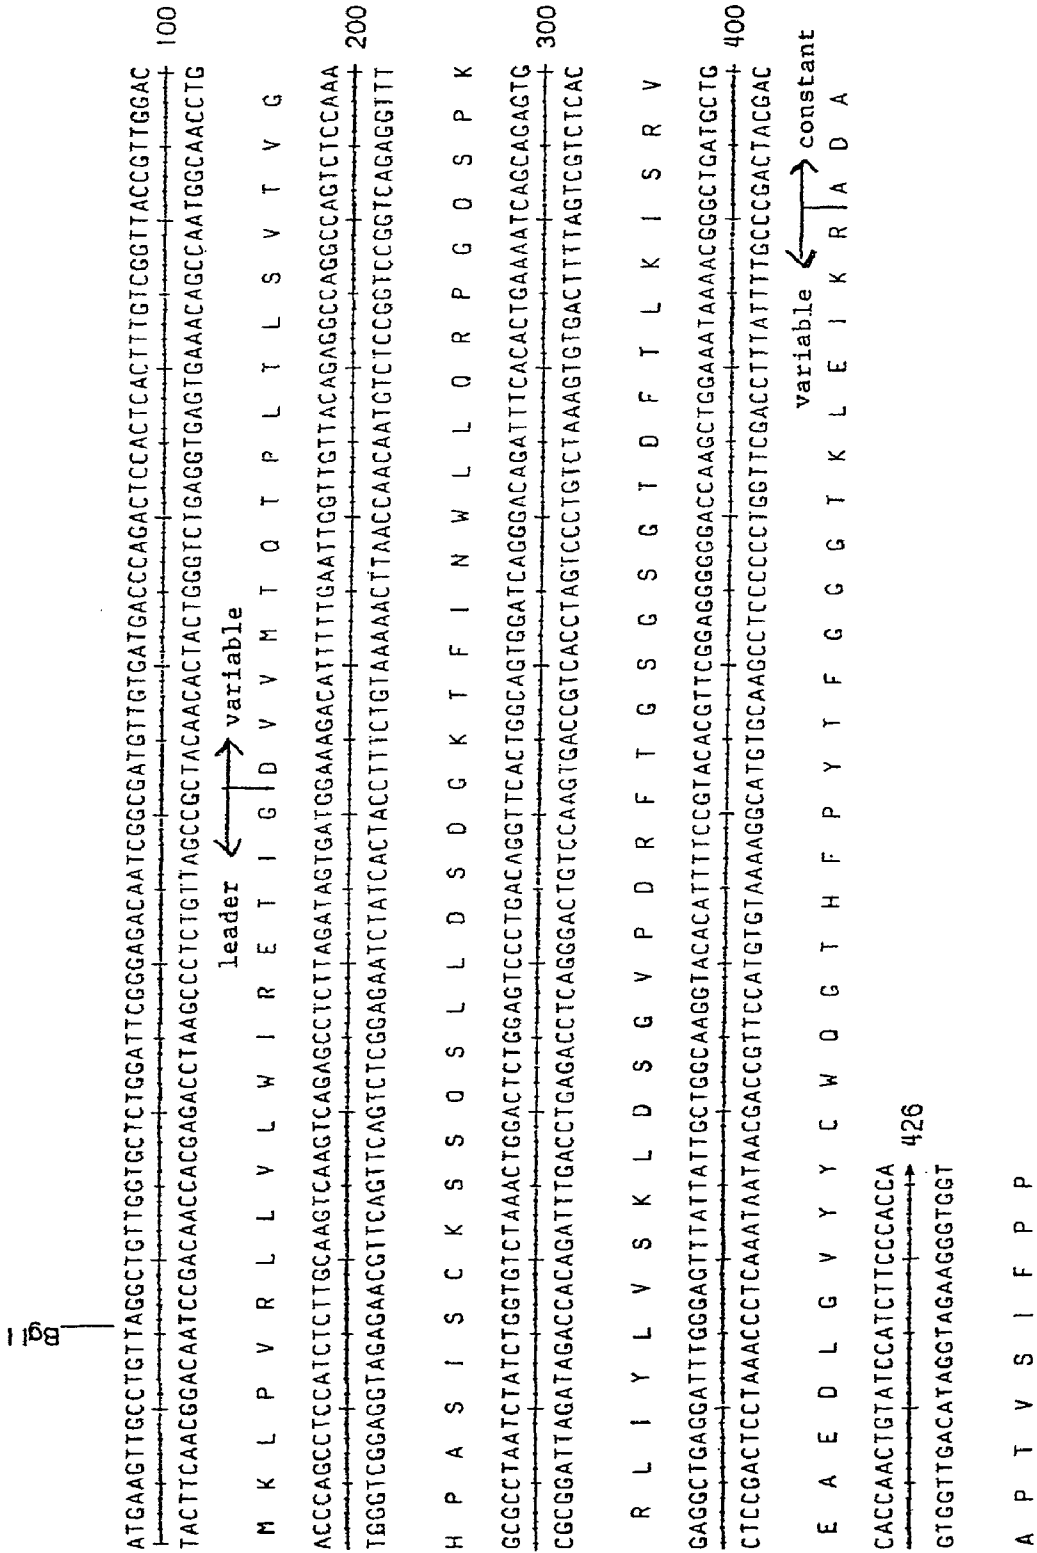 Bgl I
ATGAAGTTGCCTGTTAGGCTGTTGGTGCTCTGGATTCGGGAGACAATCGGCGATGTTGTGATGACCCAGACTCCACTCACTTTGTCGGTTACCGTTGGAC
100
TACTTCAACGGACAATCCGACAACCACGAGACCTAAGCCCTCTGTTAGCCGCTACAACACTACTGGGTCTGAGGTGAGTGAAACAGCCAATGGCAACCTG
leader variable
M K L P V R L L V L W I R E T I G D V V M T Q T P L T L S V T V G
ACCCAGCCTCCATCTCTTGCAAGTCAAGTCAGAGCCTCTTAGATAGTGATGGAAAGACATTTTTGAATTGGTTGTTACAGAGGCCAGGCCAGTCTCCAAA
200
TGGGTCGGAGGTAGAGAACGTTCAGTTCAGTCTCGGAGAATCTATCACTACCTTTCTGTAAAAACTTAACCAACAATGTCTCCGGTCCGGTCAGAGGTTT
H P A S I S C K S S Q S L L D S D G K T F I N W L L Q R P G Q S P K
GCGCCTAATCTATCTGGTGTCTAAACTGGACTCTGGAGTCCCTGACAGGTTCACTGGCAGTGGATCAGGGACAGATTTCACACTGAAAATCAGCAGAGTG
300
CGCGGATTAGATAGACCACAGATTTGACCTGAGACCTCAGGGACTGTCCAAGTGACCGTCACCTAGTCCCTGTCTAAAGTGTGACTTTTAGTCGTCTCAC
R L I Y L V S K L D S G V P D R F T G S G S G T D F T L K I S R V
GAGGCTGAGGATTTGGGAGTTTATTATTGCTGGCAAGGTACACATTTTCCGTACACGTTCGGAGGGGGGACCAAGCTGGAAATAAAACGGGCTGATGCTG
400
CTCCGACTCCTAAACCCTCAAATAATAACGACCGTTCCATGTGTAAAAGGCATGTGCAAGCCTCCCCCCTGGTTCGACCTTTATTTTGCCCGACTACGAC
variable constant
E A E D L G V Y Y C W Q G T H F P Y T F G G G T K L E I K R A D A
CACCAACTGTATCCATCTTCCCACCA
426
GTGGTTGACATAGGTAGAAGGGTGGT
A P T V S I F P P